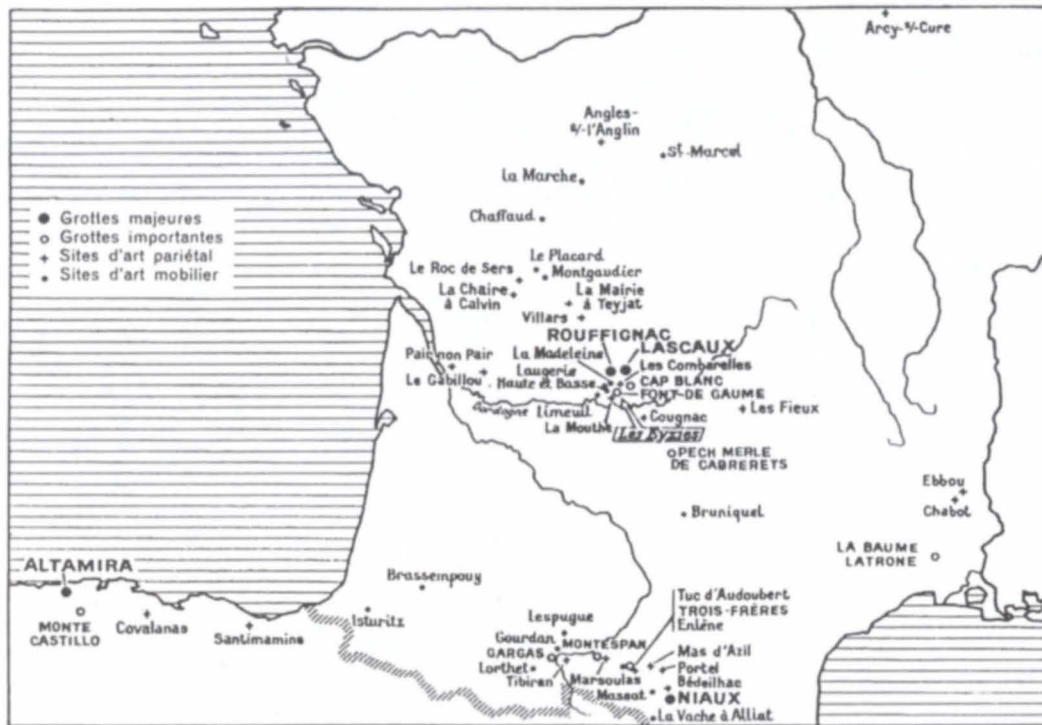 Arcy-s/-Cure
Angles-
s/-l'Anglin
St-Marcel
La Marche
Chaffaud
Grottes majeures
Grottes importantes
Sites d'art pariétal
Sites d'art mobilier
Le Placard
Le Roc de Sers
Montgaudier
La Chaire
à Calvin
La Mairie
à Teyjat
Villars
ROUFFIGNAC
LASCAUX
La Madeleine
Pair non Pair
Laugerie
Haute et Basse
Les Combarelles
Le Gabillou
CAP BLANC
FONT-DE GAUME
Dordogne
Limeuil
Cougnac
Les Fieux
La Mouthe
Les Eyzies
PECH MERLE
DE CABRERETS
Ebbou
Chabot
Bruniquel
LA BAUME
LATRONE
ALTAMIRA
Brassempouy
MONTE
CASTILLO
Covalanas
Santimamins
Isturitz
Lespugue
Tuc d'Audoubert
TROIS-FRÈRES
Enlène
Gourdan
MONTESPAN
GARGAS
Mas d'Azil
Lorthet
Tibiran
Marsoulas
Portel
Bédeilhac
Massat
NIAUX
La Vache à Alliat